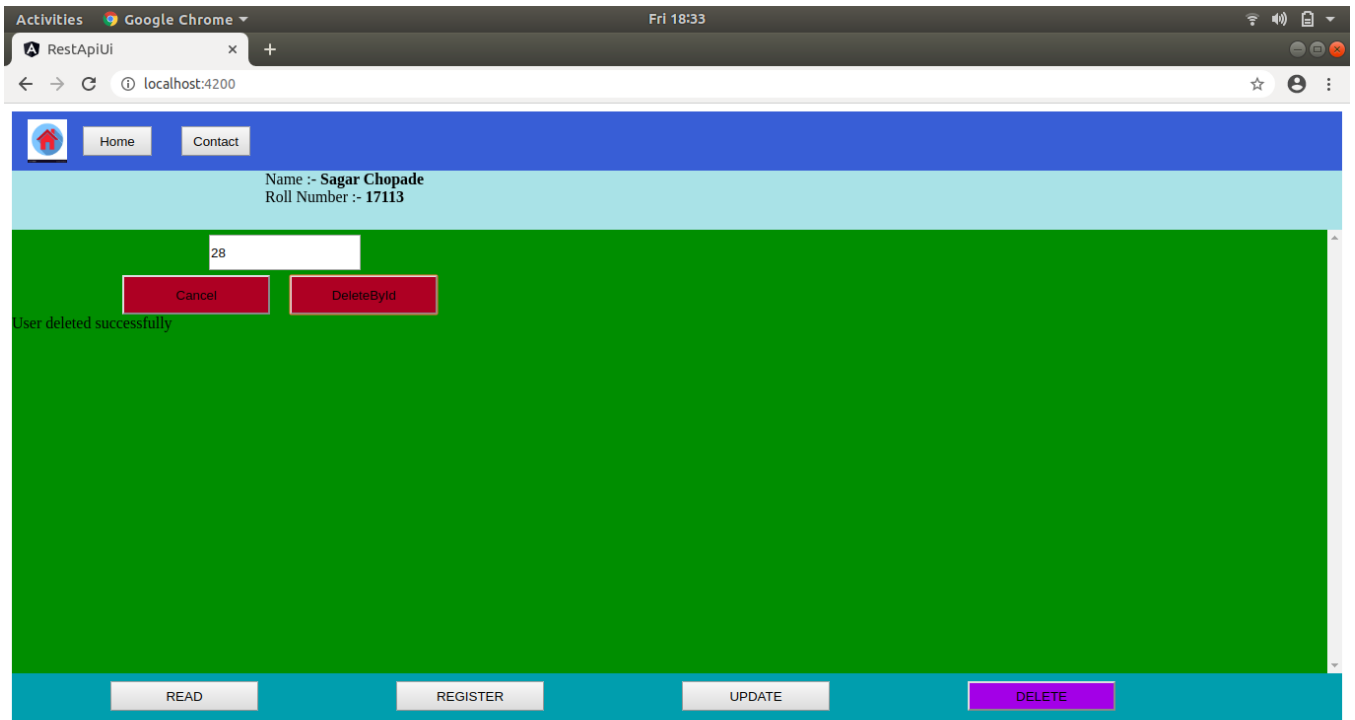 Activities Google Chrome Fri 18:33
RestApiUi
localhost:4200
Home Contact
Name :- Sagar Chopade
Roll Number :- 17113
28
Cancel DeleteById
User deleted successfully
READ REGISTER UPDATE DELETE